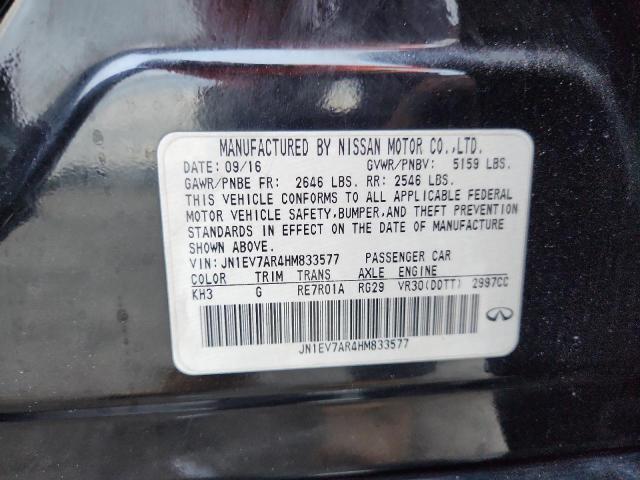 MANUFACTURED BY NISSAN MOTOR CO.,LTD.
DATE: 09/16 GVWR/PNBV: 5159 LBS.
GAWR/PNBE FR: 2646 LBS. RR: 2546 LBS.
THIS VEHICLE CONFORMS TO ALL APPLICABLE FEDERAL
MOTOR VEHICLE SAFETY,BUMPER,AND THEFT PREVENTION
STANDARDS IN EFFECT ON THE DATE OF MANUFACTURE
SHOWN ABOVE.
VIN: JN1EV7AR4HM833577 PASSENGER CAR
COLOR TRIM TRANS AXLE ENGINE
KH3 G RE7R01A RG29 VR30(DDTT) 2997CC
JN1EV7AR4HM833577